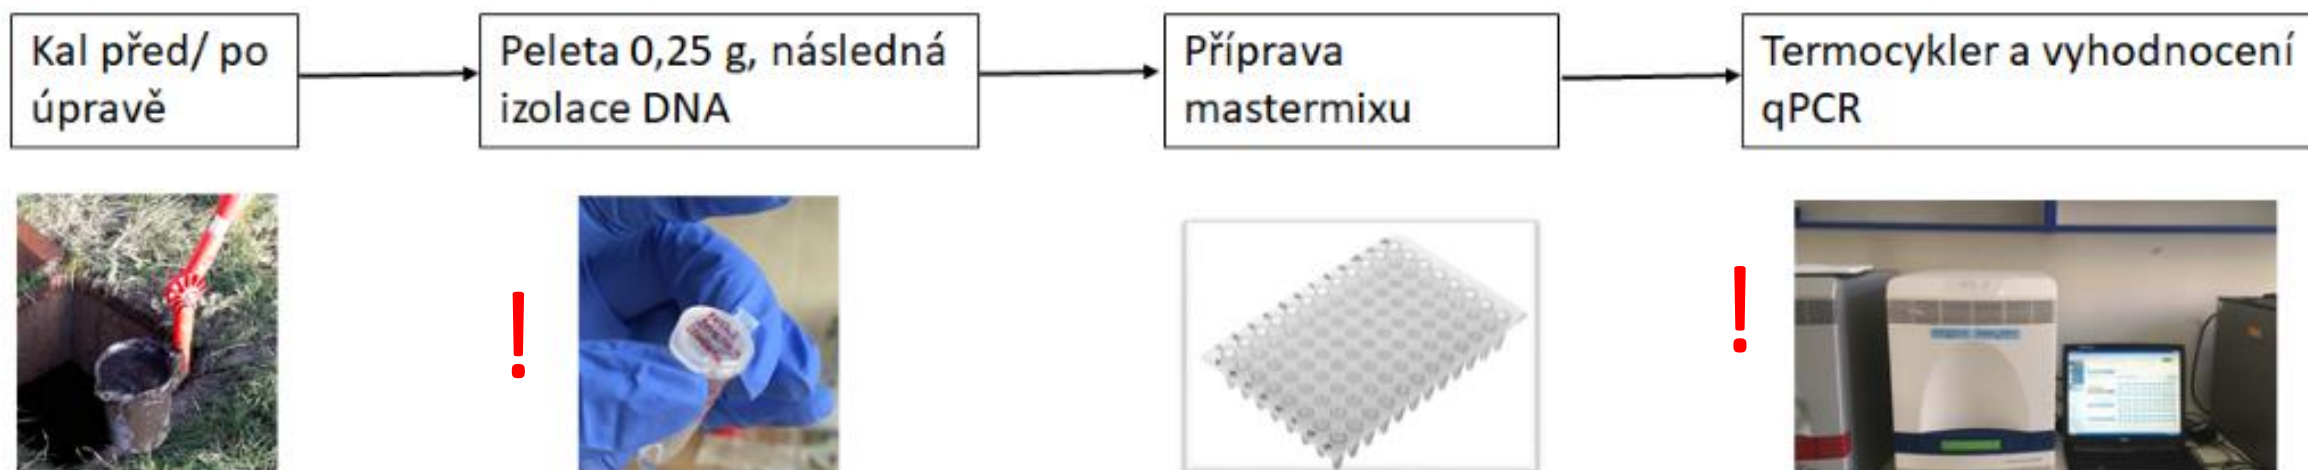 Kal před/ po
úpravě
Peleta 0,25 g, následná
izolace DNA
Příprava
mastermixu
Termocykler a vyhodnocení
qPCR
!
!